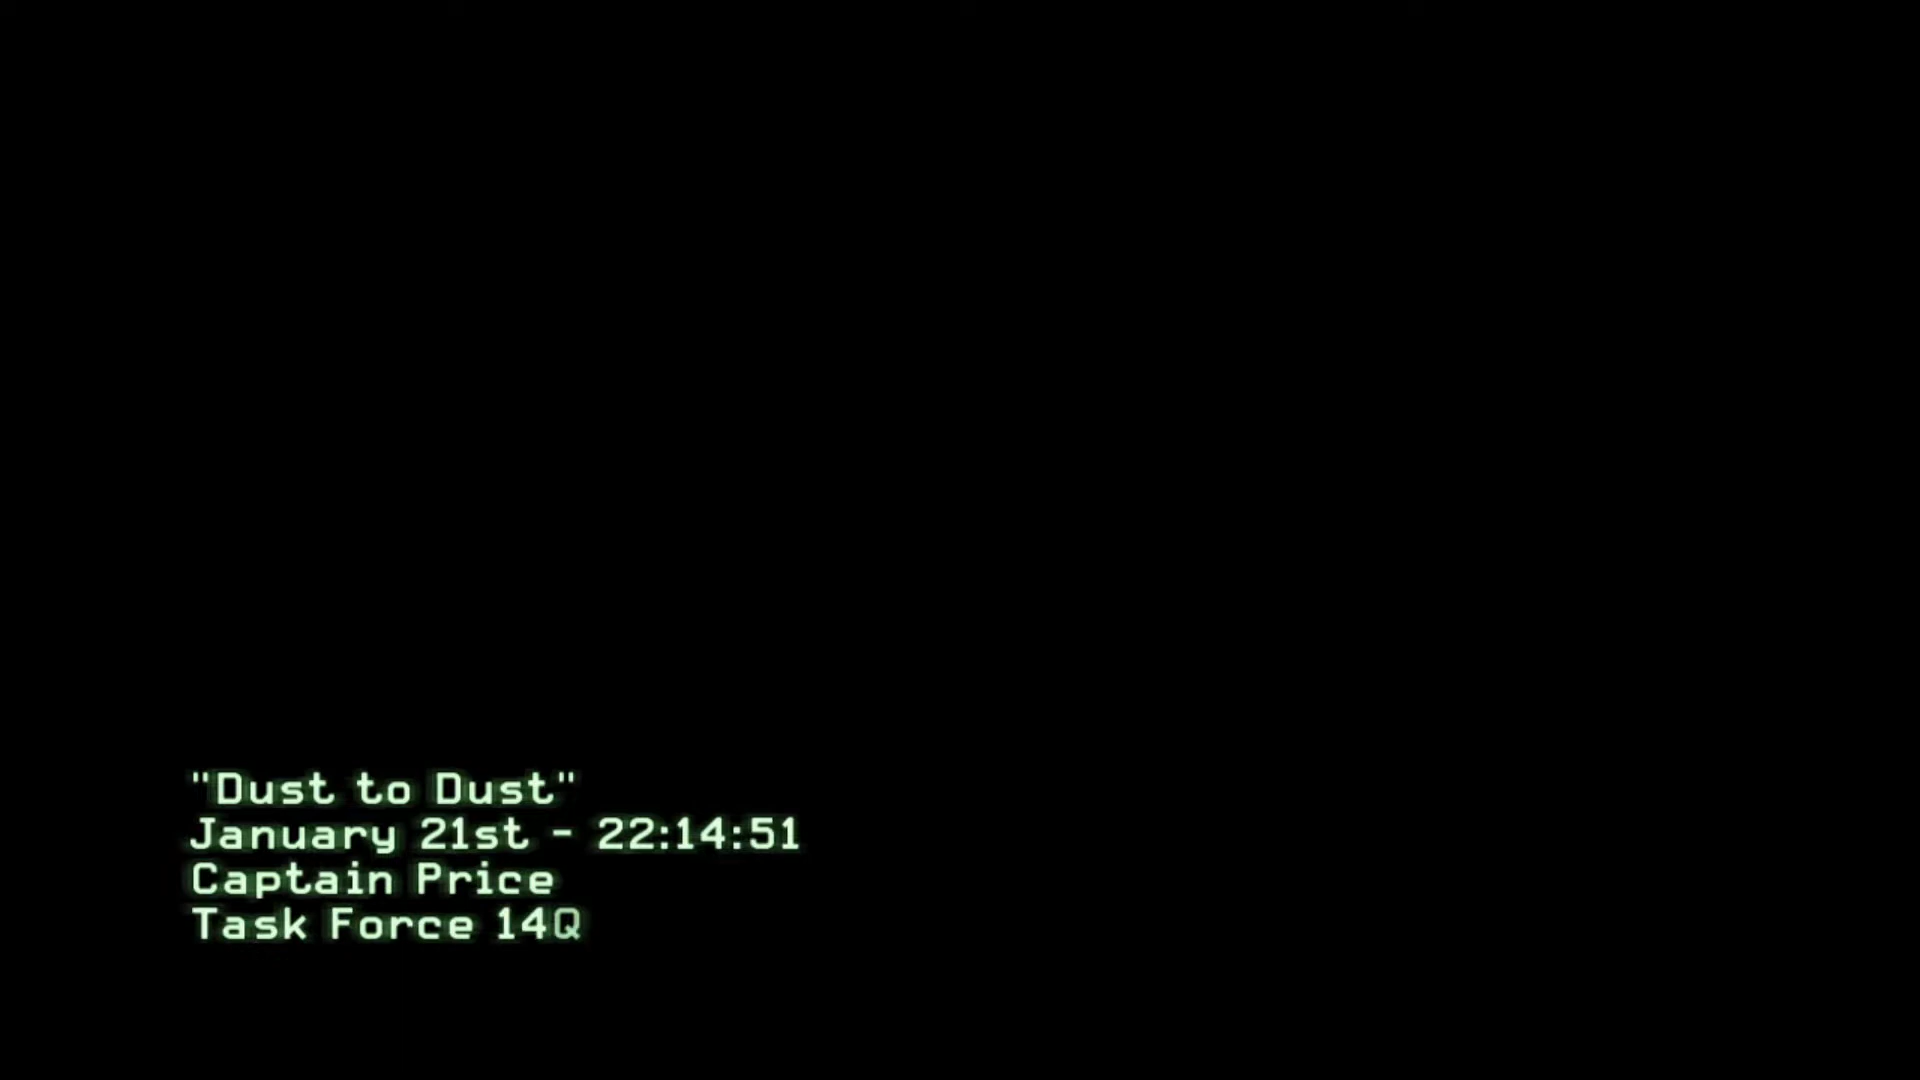 "Dust to Dust"
January 21st - 22:14:51
Captain Price
Task Force 14Q